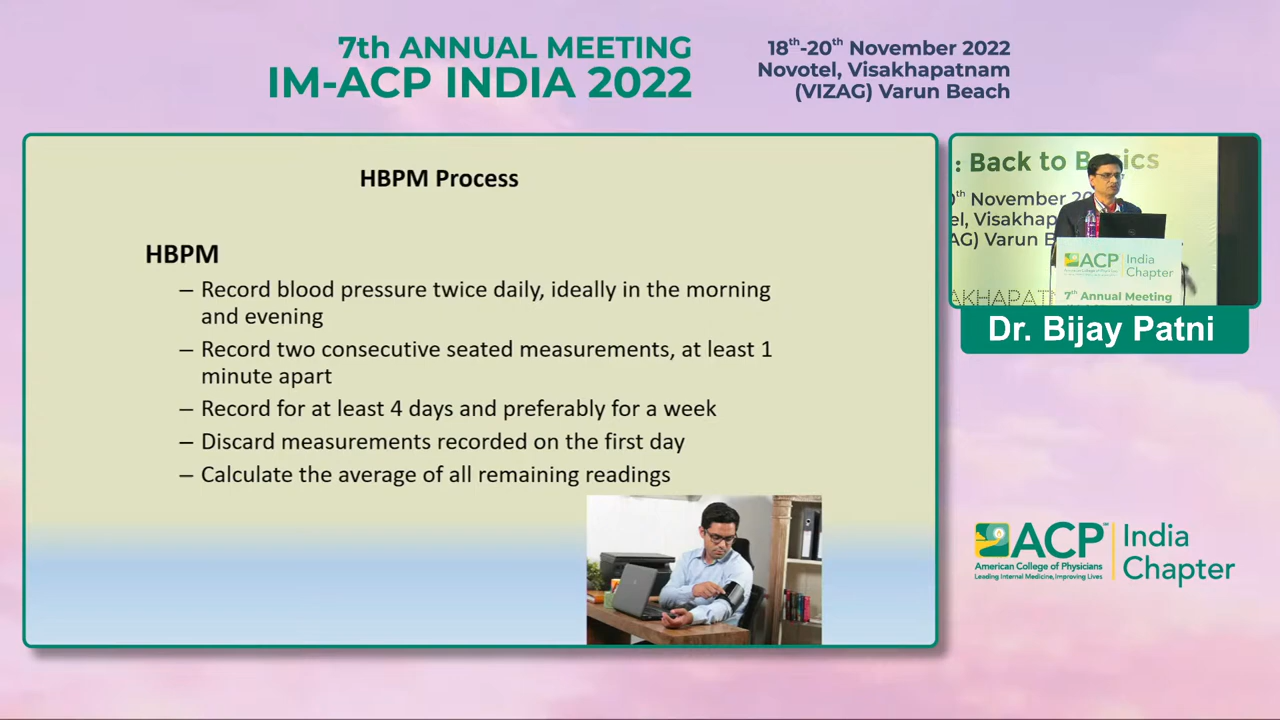 7th ANNUAL MEETING
IM-ACP INDIA 2022
18th-20th November 2022
Novotel, Visakhapatnam
(VIZAG) Varun Beach
HBPM Process
HBPM
– Record blood pressure twice daily, ideally in the morning
and evening
– Record two consecutive seated measurements, at least 1
minute apart
– Record for at least 4 days and preferably for a week
– Discard measurements recorded on the first day
– Calculate the average of all remaining readings
: Back to Basics
th November 20
el, Visakhap
AG) Varun B
AKHAPAT
ACP India
Chapter
7th Annual Meeting
Dr. Bijay Patni
ACP™ India
Chapter
American College of Physicians
Leading Internal Medicine, Improving Lives